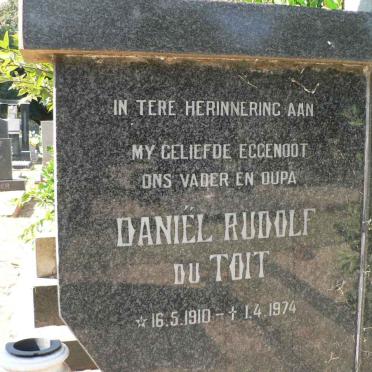 IN TERE HERINNERING AAN
MY GELIEFDE EGGENOOT
ONS VADER EN OUPA
DANIËL RUDOLF
DU TOIT
☆ 16.5.1910 – † 1.4.1974